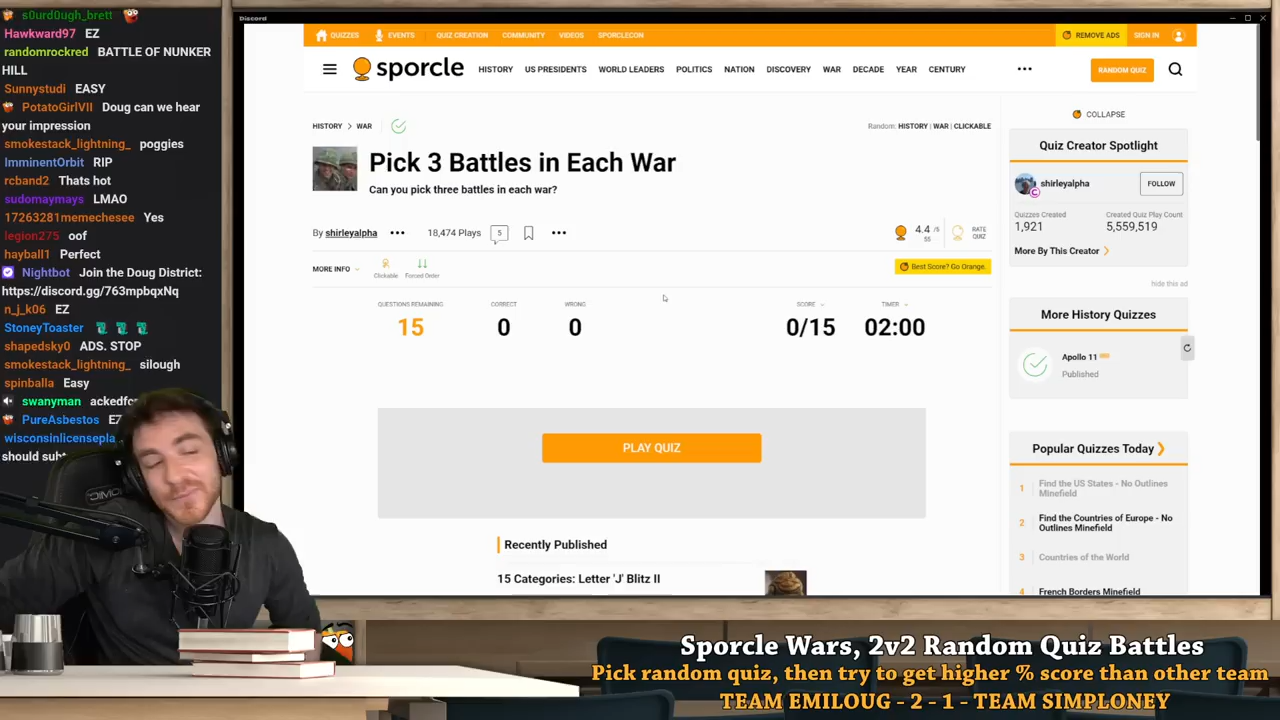 s0urd0ugh_brett
Hawkward97 EZ
randomrockred BATTLE OF NUNKER
HILL
Sunnystudi EASY
PotatoGirlVII Doug can we hear
your impression
smokestack_lightning_ poggies
ImminentOrbit RIP
rcband2 Thats hot
sudomaymays LMAO
17263281memechesee Yes
legion275 oof
hayball1 Perfect
Nightbot Join the Doug District:
https://discord.gg/763mpbqxNq
n_j_k06 EZ
StoneyToaster
shapedsky0 ADS. STOP
smokestack_lightning_ silough
spinballa Easy
swanyman
PureAsbestos EZ
wisconsinlicensepla
should
Discord
QUIZZES EVENTS QUIZ CREATION COMMUNITY VIDEOS SPORCLECON REMOVE ADS SIGN IN
sporcle HISTORY US PRESIDENTS WORLD LEADERS POLITICS NATION DISCOVERY WAR DECADE YEAR CENTURY ••• RANDOM QUIZ
HISTORY > WAR
Random: HISTORY | WAR | CLICKABLE
Pick 3 Battles in Each War
Can you pick three battles in each war?
By shirleyalpha ••• 18,474 Plays 5 •••
4.4 /5
55
RATE
QUIZ
MORE INFO
Clickable
Forced Order
Best Score? Go Orange.
QUESTIONS REMAINING CORRECT WRONG SCORE TIMER
15 0 0 0/15 02:00
PLAY QUIZ
Recently Published
15 Categories: Letter 'J' Blitz II
COLLAPSE
Quiz Creator Spotlight
shirleyalpha FOLLOW
Quizzes Created Created Quiz Play Count
1,921 5,559,519
More By This Creator >
hide this ad
More History Quizzes
Apollo 11
Published
Popular Quizzes Today
1 Find the US States - No Outlines
Minefield
2 Find the Countries of Europe - No
Outlines Minefield
3 Countries of the World
4 French Borders Minefield
Sporcle Wars, 2v2 Random Quiz Battles
Pick random quiz, then try to get higher % score than other team
TEAM EMILOUG - 2 - 1 - TEAM SIMPLONEY